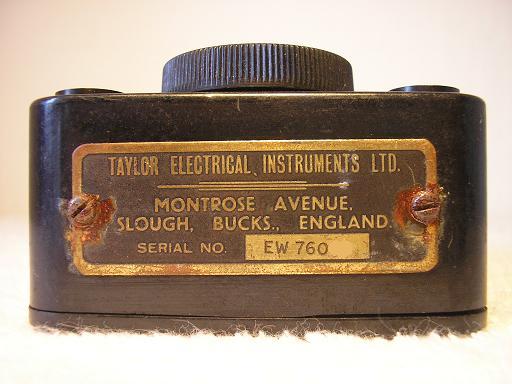 TAYLOR ELECTRICAL INSTRUMENTS LTD.
MONTROSE AVENUE,
SLOUGH, BUCKS., ENGLAND.
SERIAL NO. EW 760